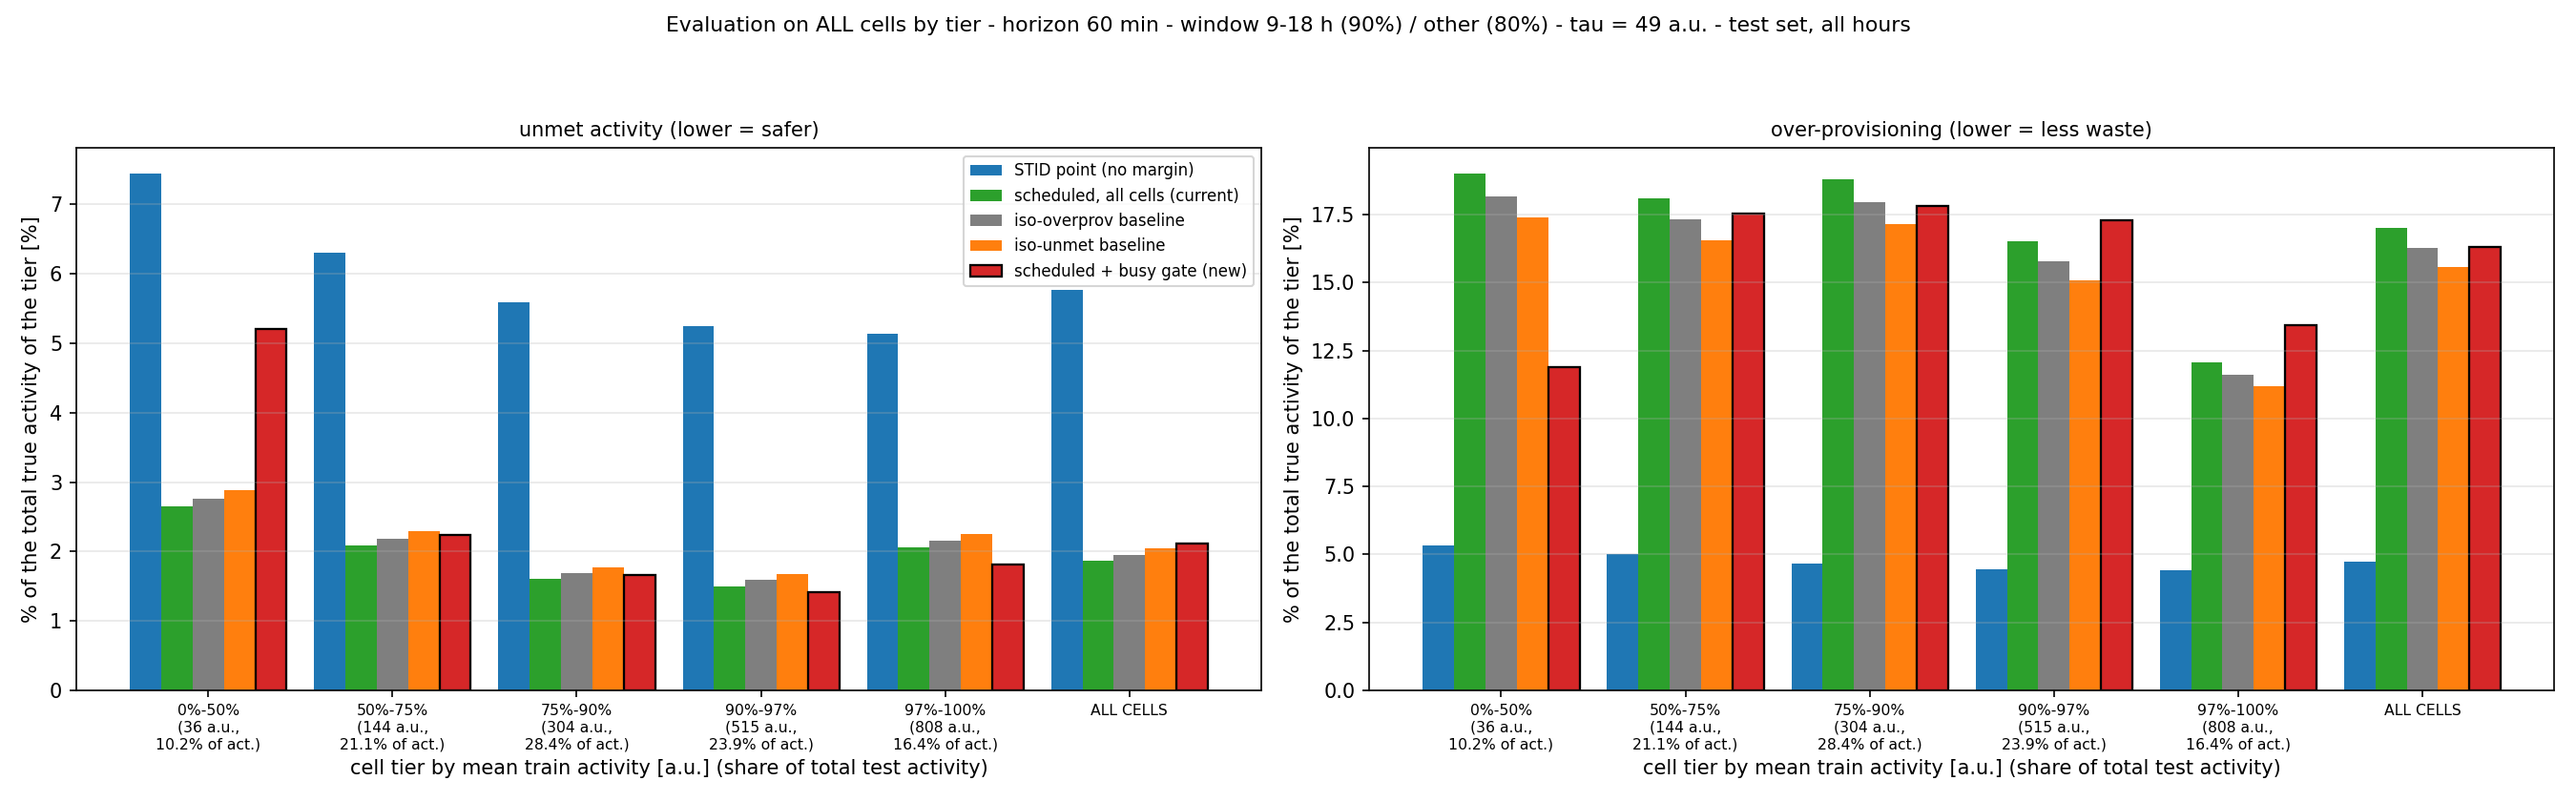 Evaluation on ALL cells by tier - horizon 60 min - window 9-18 h (90%) / other (80%) - tau = 49 a.u. - test set, all hours
unmet activity (lower = safer)
% of the total true activity of the tier [%]
7
6
5
4
3
2
1
0
STID point (no margin)
scheduled, all cells (current)
iso-overprov baseline
iso-unmet baseline
scheduled + busy gate (new)
0%-50%
(36 a.u.,
10.2% of act.)
50%-75%
(144 a.u.,
21.1% of act.)
75%-90%
(304 a.u.,
28.4% of act.)
90%-97%
(515 a.u.,
23.9% of act.)
97%-100%
(808 a.u.,
16.4% of act.)
ALL CELLS
cell tier by mean train activity [a.u.] (share of total test activity)
over-provisioning (lower = less waste)
% of the total true activity of the tier [%]
17.5
15.0
12.5
10.0
7.5
5.0
2.5
0.0
0%-50%
(36 a.u.,
10.2% of act.)
50%-75%
(144 a.u.,
21.1% of act.)
75%-90%
(304 a.u.,
28.4% of act.)
90%-97%
(515 a.u.,
23.9% of act.)
97%-100%
(808 a.u.,
16.4% of act.)
ALL CELLS
cell tier by mean train activity [a.u.] (share of total test activity)